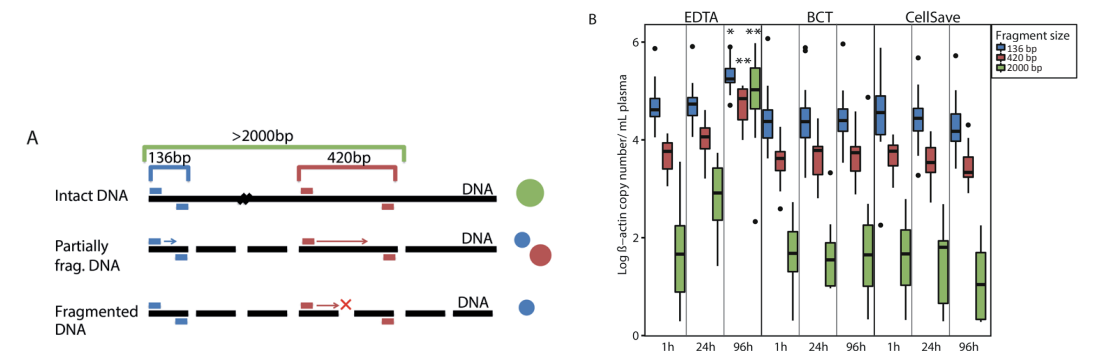 A
>2000bp
136bp
420bp
Intact DNA
DNA
Partially
frag. DNA
DNA
Fragmented
DNA
DNA
B
EDTA
BCT
CellSave
Fragment size
136 bp
420 bp
2000 bp
Log ß-actin copy number/ mL plasma
6
4
2
0
*
**
**
1h
24h
96h
1h
24h
96h
1h
24h
96h